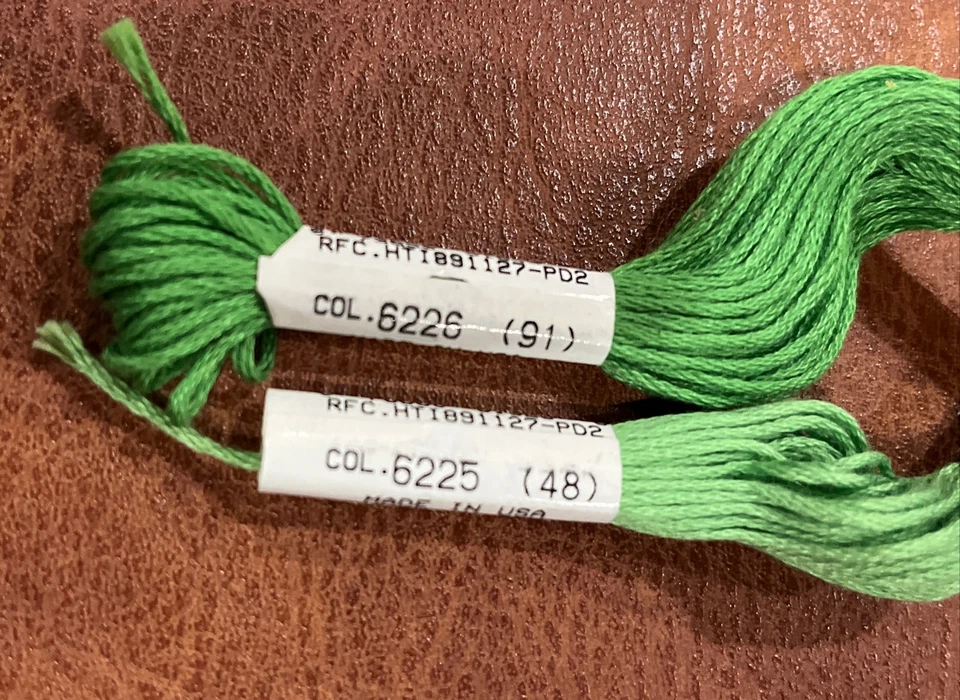 RFC.HTI891127-PD2
COL.6226 (91)
RFC.HTI891127-PD2
COL.6225 (48)
MADE IN USA